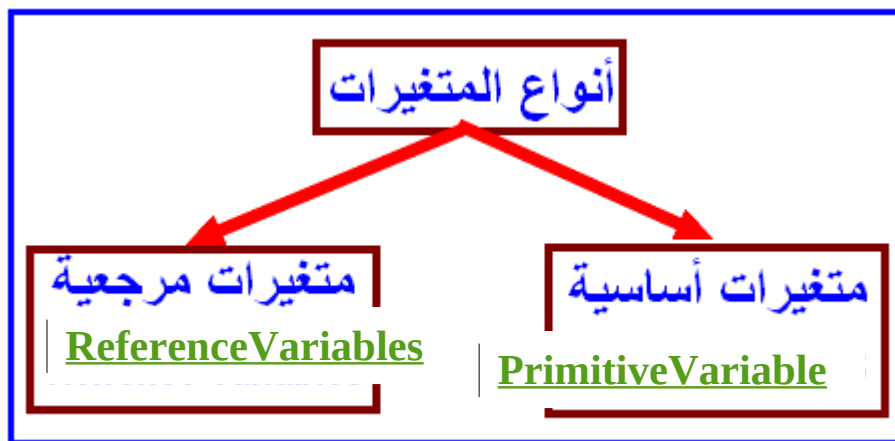 أنواع المتغيرات
متغيرات أساسية
PrimitiveVariable
متغيرات مرجعية
ReferenceVariables